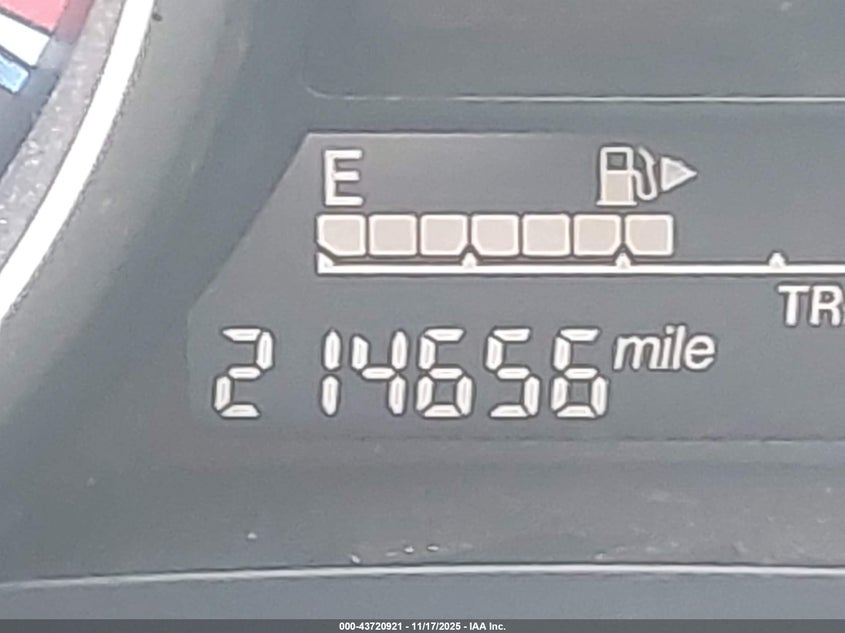 E
TR
214656 mile
000-43720921 - 11/17/2025 - IAA Inc.